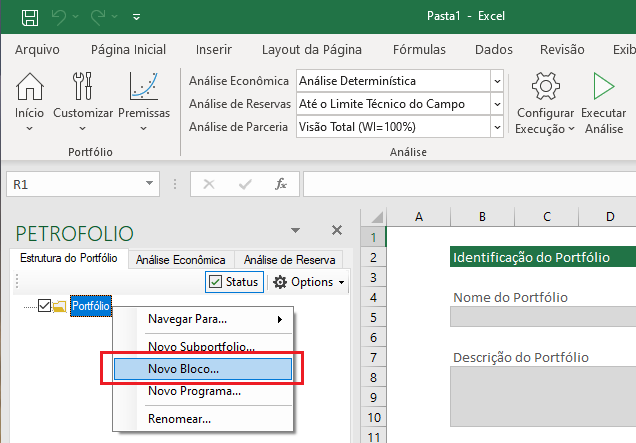 Pasta1 - Excel
Arquivo Página Inicial Inserir Layout da Página Fórmulas Dados Revisão Exib
Análise Econômica Análise Determinística
Análise de Reservas Até o Limite Técnico do Campo
Análise de Parceria Visão Total (WI=100%)
Início Customizar Premissas
Configurar Execução
Executar Análise
Portfólio Análise
R1 fx
PETROFOLIO
Estrutura do Portfólio Análise Econômica Análise de Reserva
Status Options
Portfólio
Navegar Para...
Novo Subportfolio...
Novo Bloco...
Novo Programa...
Renomear...
A B C D
1
2 Identificação do Portfólio
3
4 Nome do Portfólio
5
6
7 Descrição do Portfólio
8
9
10
11